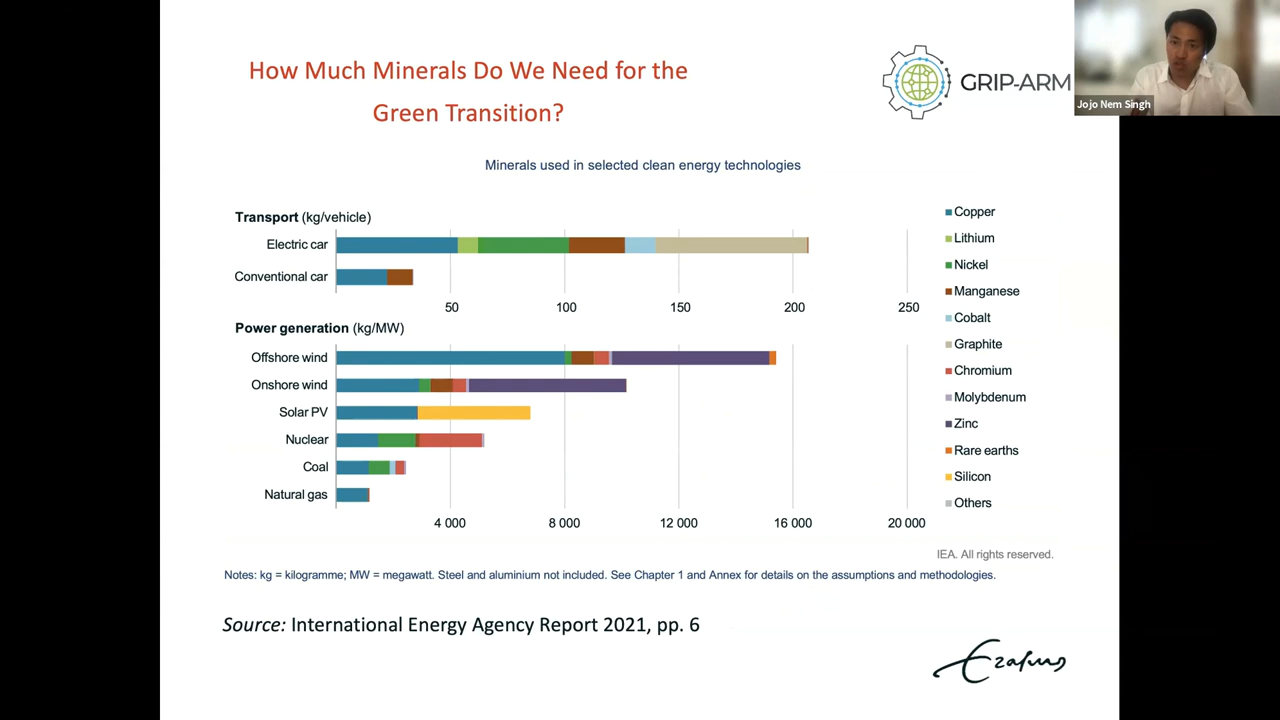 How Much Minerals Do We Need for the
Green Transition?
GRIP-ARM
Jojo Nem Singh
Minerals used in selected clean energy technologies
Transport (kg/vehicle)
Electric car
Conventional car
50 100 150 200 250
Power generation (kg/MW)
Offshore wind
Onshore wind
Solar PV
Nuclear
Coal
Natural gas
4 000 8 000 12 000 16 000 20 000
Copper
Lithium
Nickel
Manganese
Cobalt
Graphite
Chromium
Molybdenum
Zinc
Rare earths
Silicon
Others
IEA. All rights reserved.
Notes: kg = kilogramme; MW = megawatt. Steel and aluminium not included. See Chapter 1 and Annex for details on the assumptions and methodologies.
Source: International Energy Agency Report 2021, pp. 6
Erasmus